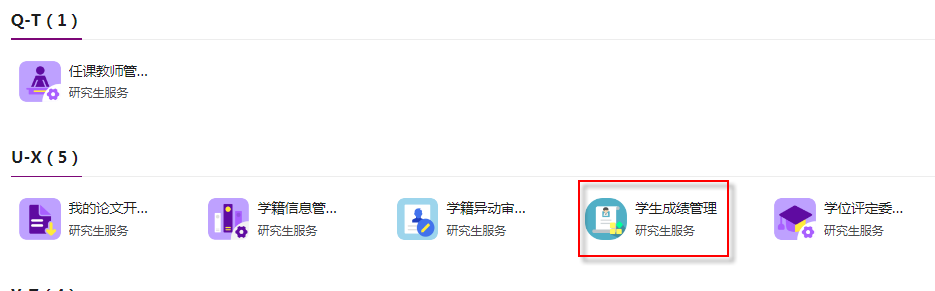 Q-T ( 1 )
任课教师管...
研究生服务
U-X ( 5 )
我的论文开...
研究生服务
学籍信息管...
研究生服务
学籍异动审...
研究生服务
学生成绩管理
研究生服务
学位评定委...
研究生服务